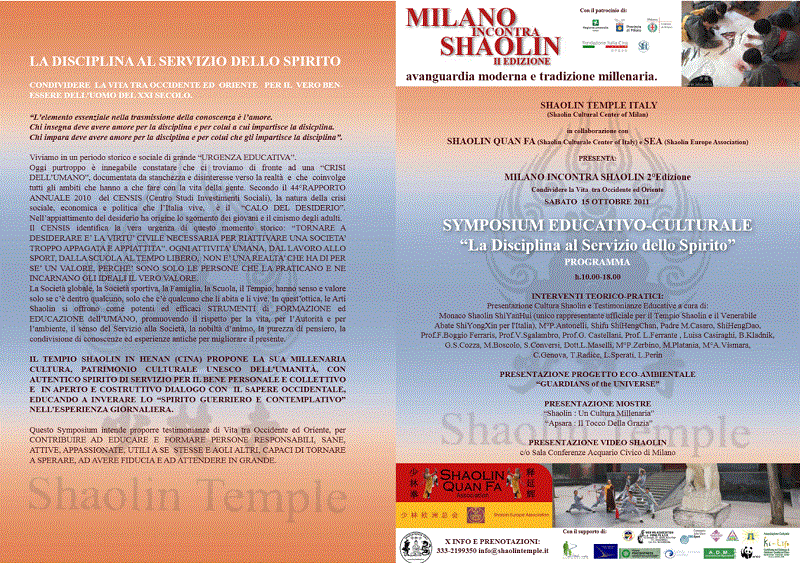 LA DISCIPLINA AL SERVIZIO DELLO SPIRITO
CONDIVIDERE LA VITA TRA OCCIDENTE ED ORIENTE PER IL VERO BEN-
ESSERE DELL'UOMO DEL XXI SECOLO.
"L'elemento essenziale nella trasmissione della conoscenza è l'amore.
Chi insegna deve avere amore per la disciplina e per colui a cui impartisce la disciplina.
Chi impara deve avere amore per la disciplina e per colui che gli impartisce la disciplina".
Viviamo in un periodo storico e sociale di grande "URGENZA EDUCATIVA".
Oggi purtroppo è innegabile constatare che ci troviamo di fronte ad una "CRISI
DELL'UMANO", documentata da stanchezza e disinteresse verso la realtà e che coinvolge
tutti gli ambiti che hanno a che fare con la vita della gente. Secondo il 44°RAPPORTO
ANNUALE 2010 del CENSIS (Centro Studi Investimenti Sociali), la natura della crisi
sociale, economica e politica che l'Italia vive, è il "CALO DEL DESIDERIO".
Nell'appiattimento del desiderio ha origine lo sgomento dei giovani e il cinismo degli adulti.
Il CENSIS identifica la vera urgenza di questo momento storico: "TORNARE A
DESIDERARE E' LA VIRTU' CIVILE NECESSARIA PER RIATTIVARE UNA SOCIETA'
TROPPO APPAGATA E APPIATTITA". OGNI ATTIVITA' UMANA, DAL LAVORO ALLO
SPORT, DALLA SCUOLA AL TEMPO LIBERO, NON E' UNA REALTA' CHE HA DI PER
SE' UN VALORE, PERCHE' SONO SOLO LE PERSONE CHE LA PRATICANO E NE
INCARNANO GLI IDEALI IL VERO VALORE.
La Società globale, la Società sportiva, la Famiglia, la Scuola, il Tempio, hanno senso e valore
solo se c'è dentro qualcuno, solo che c'è qualcuno che li abita e li vive. In quest'ottica, le Arti
Shaolin si offrono come potenti ed efficaci STRUMENTI DI FORMAZIONE ed
EDUCAZIONE dell'UMANO, promuovendo il rispetto per la vita, per l'Autorità e per
l'ambiente, il senso del Servizio alla Società, la nobiltà d'animo, la purezza di pensiero, la
condivisione di conoscenze ed esperienze antiche per migliorare il presente.
IL TEMPIO SHAOLIN IN HENAN (CINA) PROPONE LA SUA MILLENARIA
CULTURA, PATRIMONIO CULTURALE UNESCO DELL'UMANITÀ, CON
AUTENTICO SPIRITO DI SERVIZIO PER IL BENE PERSONALE E COLLETTIVO
E IN APERTO E COSTRUTTIVO DIALOGO CON IL SAPERE OCCIDENTALE,
EDUCANDO A INVERARE LO "SPIRITO GUERRIERO E CONTEMPLATIVO"
NELL'ESPERIENZA GIORNALIERA.
Questo Symposium intende proporre testimonianze di Vita tra Occidente ed Oriente, per
CONTRIBUIRE AD EDUCARE E FORMARE PERSONE RESPONSABILI, SANE,
ATTIVE, APPASSIONATE, UTILI A SE STESSE E AGLI ALTRI, CAPACI DI TORNARE
A SPERARE, AD AVERE FIDUCIA E AD ATTENDERE IN GRANDE.
Shaolin Temple
MILANO
INCONTRA
SHAOLIN
II EDIZIONE
avanguardia moderna e tradizione millenaria.
Con il patrocinio di:
Fondazione Italia Cina
SHAOLIN TEMPLE ITALY
(Shaolin Cultural Center of Milan)
in collaborazione con
SHAOLIN QUAN FA (Shaolin Culturale Center of Italy) e SEA (Shaolin Europe Association)
PRESENTA:
MILANO INCONTRA SHAOLIN 2°Edizione
Condividere la Vita tra Occidente ed Oriente
SABATO 15 OTTOBRE 2011
SYMPOSIUM EDUCATIVO-CULTURALE
"La Disciplina al Servizio dello Spirito"
PROGRAMMA
h.10.00-18.00
INTERVENTI TEORICO-PRATICI:
Presentazione Cultura Shaolin e Testimonianze Educative a cura di:
Monaco Shaolin ShiYanHui (unico rappresentante ufficiale per il Tempio Shaolin e il Venerabile
Abate ShiYongXin per l'Italia), M°P.Antonelli, Shifu ShiHengChan, Padre M.Casaro, ShiHengDao,
Prof.F.Boggio Ferraris, Prof.V.Sgalambro, Prof.G. Castellani, Prof. L.Ferrante , Luisa Casiraghi, B.Kladnik,
G.S.Cozza, M.Boscolo, S.Conversi, Dott.L.Maselli, M°P.Zerbino, M.Platania, M°A.Vismara,
C.Genova, T.Radice, L.Sperati, L.Perin
PRESENTAZIONE PROGETTO ECO-AMBIENTALE
"GUARDIANS of the UNIVERSE"
PRESENTAZIONE MOSTRE
"Shaolin : Un Cultura Millenaria"
"Apsara : Il Tocco Della Grazia"
Shaolin Temple
PRESENTAZIONE VIDEO SHAOLIN
c/o Sala Conferenze Acquario Civico di Milano
少林拳
SHAOLIN
QUAN FA
Association
少林欧洲总会
Shaolin Europe Association
X INFO E PRENOTAZIONI:
333-2199350 info@shaolintemple.it
Con il supporto di:
A.D.M.
Ki-Life